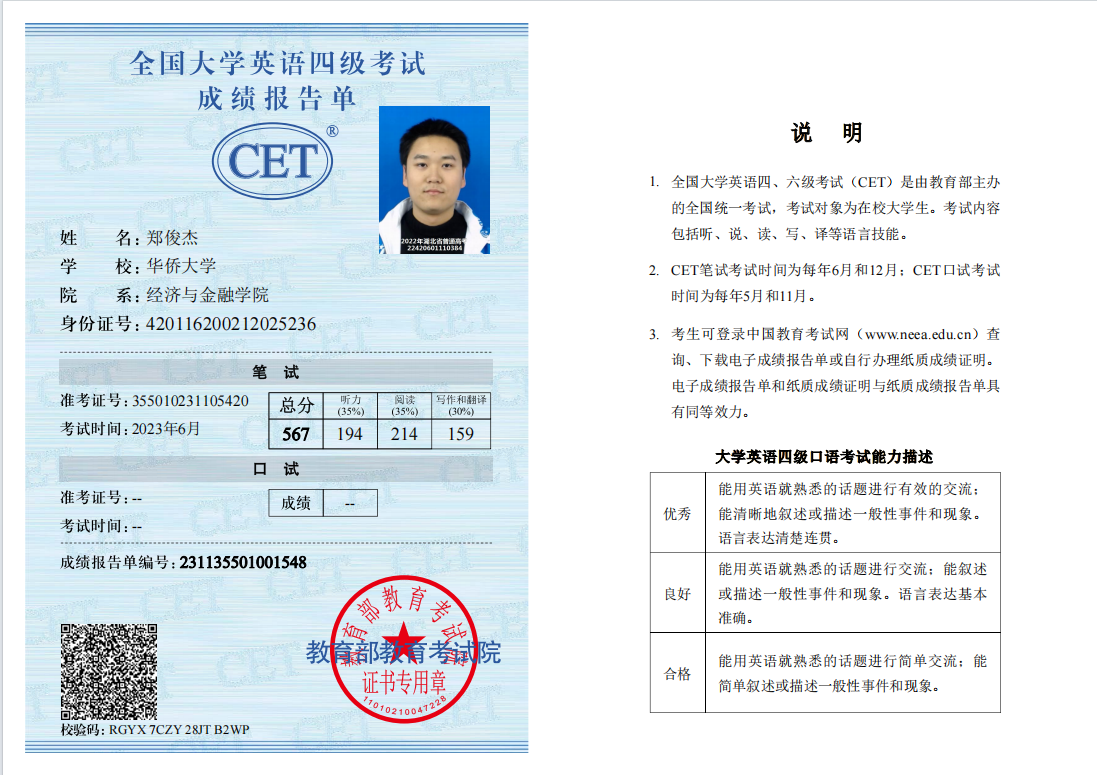 全国大学英语四级考试
成绩报告单
CET®
2022年湖北省普通高考
22420601110384
姓 名:郑俊杰
学 校:华侨大学
院 系:经济与金融学院
身份证号:420116200212025236
笔 试
准考证号:355010231105420
考试时间:2023年6月
总分 听力(35%) 阅读(35%) 写作和翻译(30%)
567 194 214 159
口 试
准考证号:--
成绩 --
考试时间:--
成绩报告单编号:231135501001548
教育部教育考试院
教育部教育考试院
证书专用章
11010210047228
校验码:RGYX 7CZY 28JT B2WP
说 明
1. 全国大学英语四、六级考试(CET)是由教育部主办
的全国统一考试,考试对象为在校大学生。考试内容
包括听、说、读、写、译等语言技能。
2. CET笔试考试时间为每年6月和12月;CET口试考试
时间为每年5月和11月。
3. 考生可登录中国教育考试网(www.neea.edu.cn)查
询、下载电子成绩报告单或自行办理纸质成绩证明。
电子成绩报告单和纸质成绩证明与纸质成绩报告单具
有同等效力。
大学英语四级口语考试能力描述
优秀
能用英语就熟悉的话题进行有效的交流;
能清晰地叙述或描述一般性事件和现象。
语言表达清楚连贯。
良好
能用英语就熟悉的话题进行交流;能叙述
或描述一般性事件和现象。语言表达基本
准确。
合格
能用英语就熟悉的话题进行简单交流;能
简单叙述或描述一般性事件和现象。